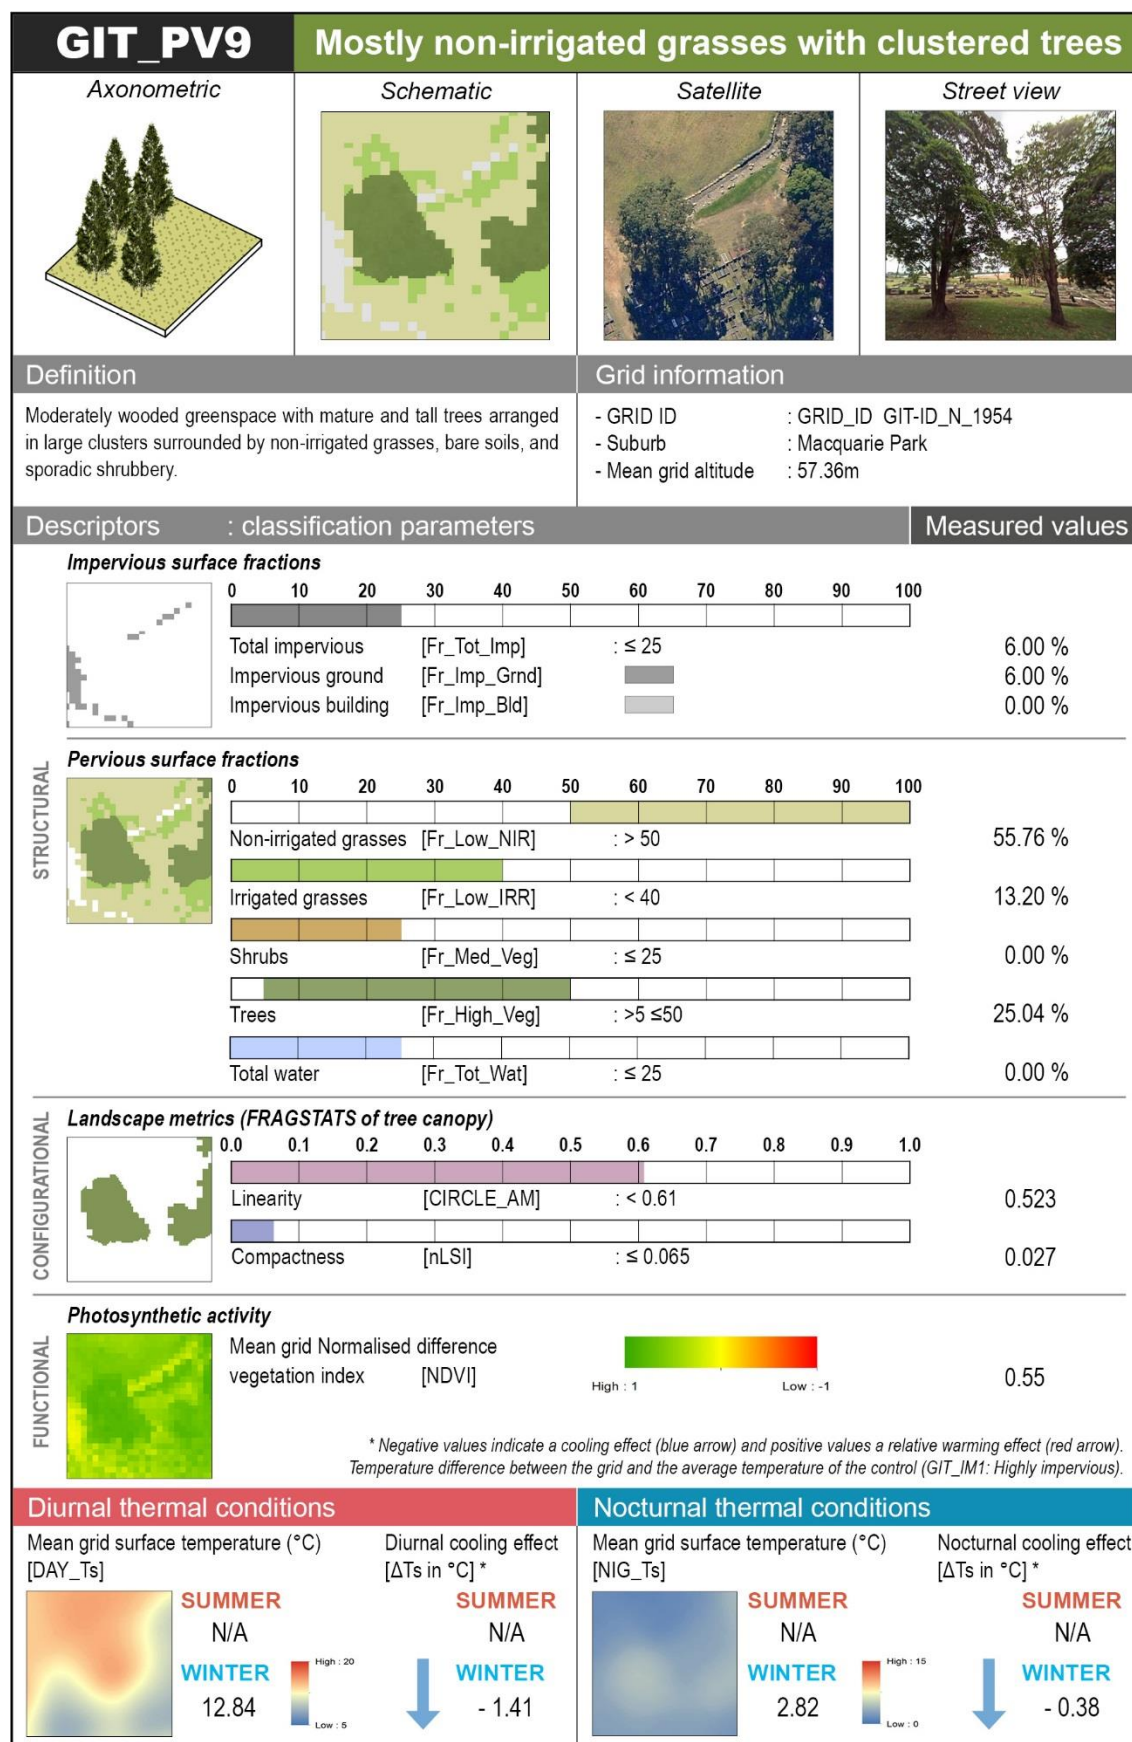 GIT_PV9 Mostly non-irrigated grasses with clustered trees
Axonometric Schematic Satellite Street view
Definition
Moderately wooded greenspace with mature and tall trees arranged
in large clusters surrounded by non-irrigated grasses, bare soils, and
sporadic shrubbery.
Grid information
- GRID ID : GRID_ID GIT-ID_N_1954
- Suburb : Macquarie Park
- Mean grid altitude : 57.36m
Descriptors : classification parameters Measured values
STRUCTURAL
Impervious surface fractions
0 10 20 30 40 50 60 70 80 90 100
Total impervious [Fr_Tot_Imp] : ≤ 25 6.00 %
Impervious ground [Fr_Imp_Grnd] 6.00 %
Impervious building [Fr_Imp_Bld] 0.00 %
Pervious surface fractions
0 10 20 30 40 50 60 70 80 90 100
Non-irrigated grasses [Fr_Low_NIR] : > 50 55.76 %
Irrigated grasses [Fr_Low_IRR] : < 40 13.20 %
Shrubs [Fr_Med_Veg] : ≤ 25 0.00 %
Trees [Fr_High_Veg] : >5 ≤50 25.04 %
Total water [Fr_Tot_Wat] : ≤ 25 0.00 %
CONFIGURATIONAL
Landscape metrics (FRAGSTATS of tree canopy)
0.0 0.1 0.2 0.3 0.4 0.5 0.6 0.7 0.8 0.9 1.0
Linearity [CIRCLE_AM] : < 0.61 0.523
Compactness [nLSI] : ≤ 0.065 0.027
FUNCTIONAL
Photosynthetic activity
Mean grid Normalised difference
vegetation index [NDVI] 0.55
High : 1 Low : -1
* Negative values indicate a cooling effect (blue arrow) and positive values a relative warming effect (red arrow).
Temperature difference between the grid and the average temperature of the control (GIT_IM1: Highly impervious).
Diurnal thermal conditions
Mean grid surface temperature (°C)
[DAY_Ts]
SUMMER
N/A
WINTER
12.84
High : 20
Low : 5
Diurnal cooling effect
[ΔTs in °C] *
SUMMER
N/A
WINTER
- 1.41
Nocturnal thermal conditions
Mean grid surface temperature (°C)
[NIG_Ts]
SUMMER
N/A
WINTER
2.82
High : 15
Low : 0
Nocturnal cooling effect
[ΔTs in °C] *
SUMMER
N/A
WINTER
- 0.38